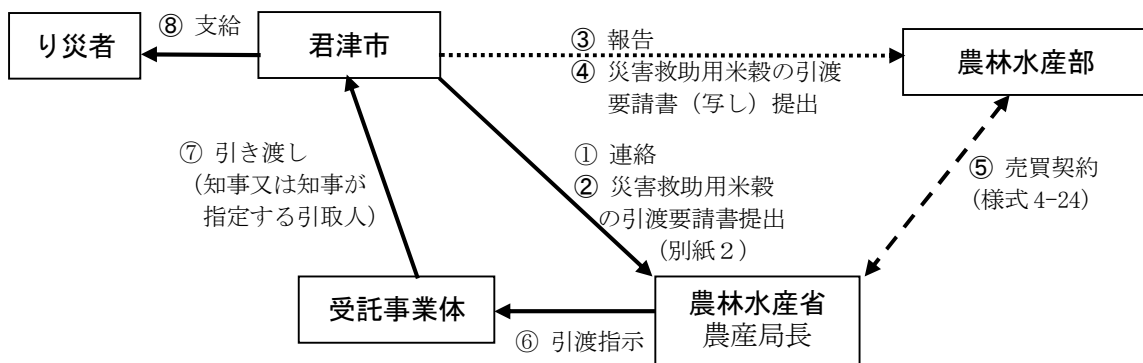 ⑧ 支給
り災者
君津市
③ 報告
④ 災害救助用米穀の引渡
要請書（写し）提出
農林水産部
⑦ 引き渡し
（知事又は知事が
指定する引取人）
① 連絡
② 災害救助用米穀
の引渡要請書提出
（別紙２）
⑤ 売買契約
（様式 4-24）
受託事業体
⑥ 引渡指示
農林水産省
農産局長